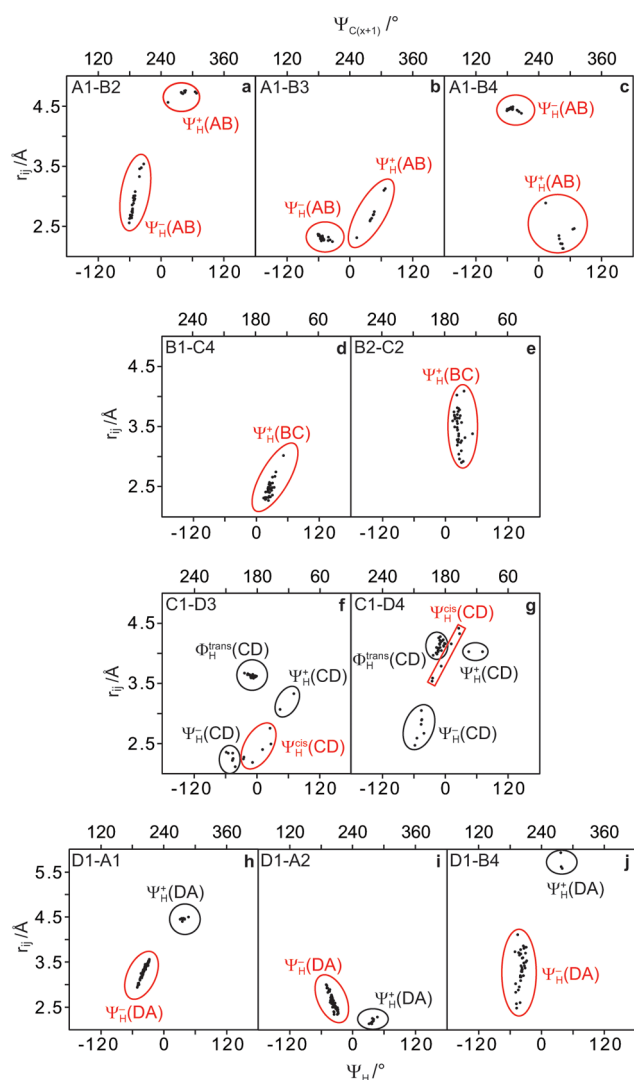 Ψ_C(x+1) /°
120 240 360 120 240 360 120 240 360
A1-B2 a A1-B3 b A1-B4 c
Ψ_H^+(AB) Ψ_H^-(AB)
Ψ_H^+(AB) Ψ_H^+(AB)
Ψ_H^-(AB)
Ψ_H^-(AB)
4.5
3.5
2.5
r_ij /Å
-120 0 120 -120 0 120 -120 0 120
240 180 60 240 180 60
B1-C4 d B2-C2 e
Ψ_H^+(BC)
Ψ_H^+(BC)
4.5
3.5
2.5
r_ij /Å
-120 0 120 -120 0 120
240 180 60 240 180 60
C1-D3 f C1-D4 g
Ψ_H^cis(CD)
Φ_H^trans(CD) Φ_H^trans(CD)
Ψ_H^+(CD) Ψ_H^+(CD)
Ψ_H^-(CD) Ψ_H^cis(CD) Ψ_H^-(CD)
4.5
3.5
2.5
r_ij /Å
-120 0 120 -120 0 120
120 240 360 120 240 360 120 240 360
D1-A1 h D1-A2 i D1-B4 j
Ψ_H^+(DA) Ψ_H^+(DA)
Ψ_H^-(DA) Ψ_H^-(DA)
Ψ_H^-(DA) Ψ_H^+(DA)
5.5
4.5
3.5
2.5
r_ij /Å
-120 0 120 -120 0 120 -120 0 120
Ψ_H /°